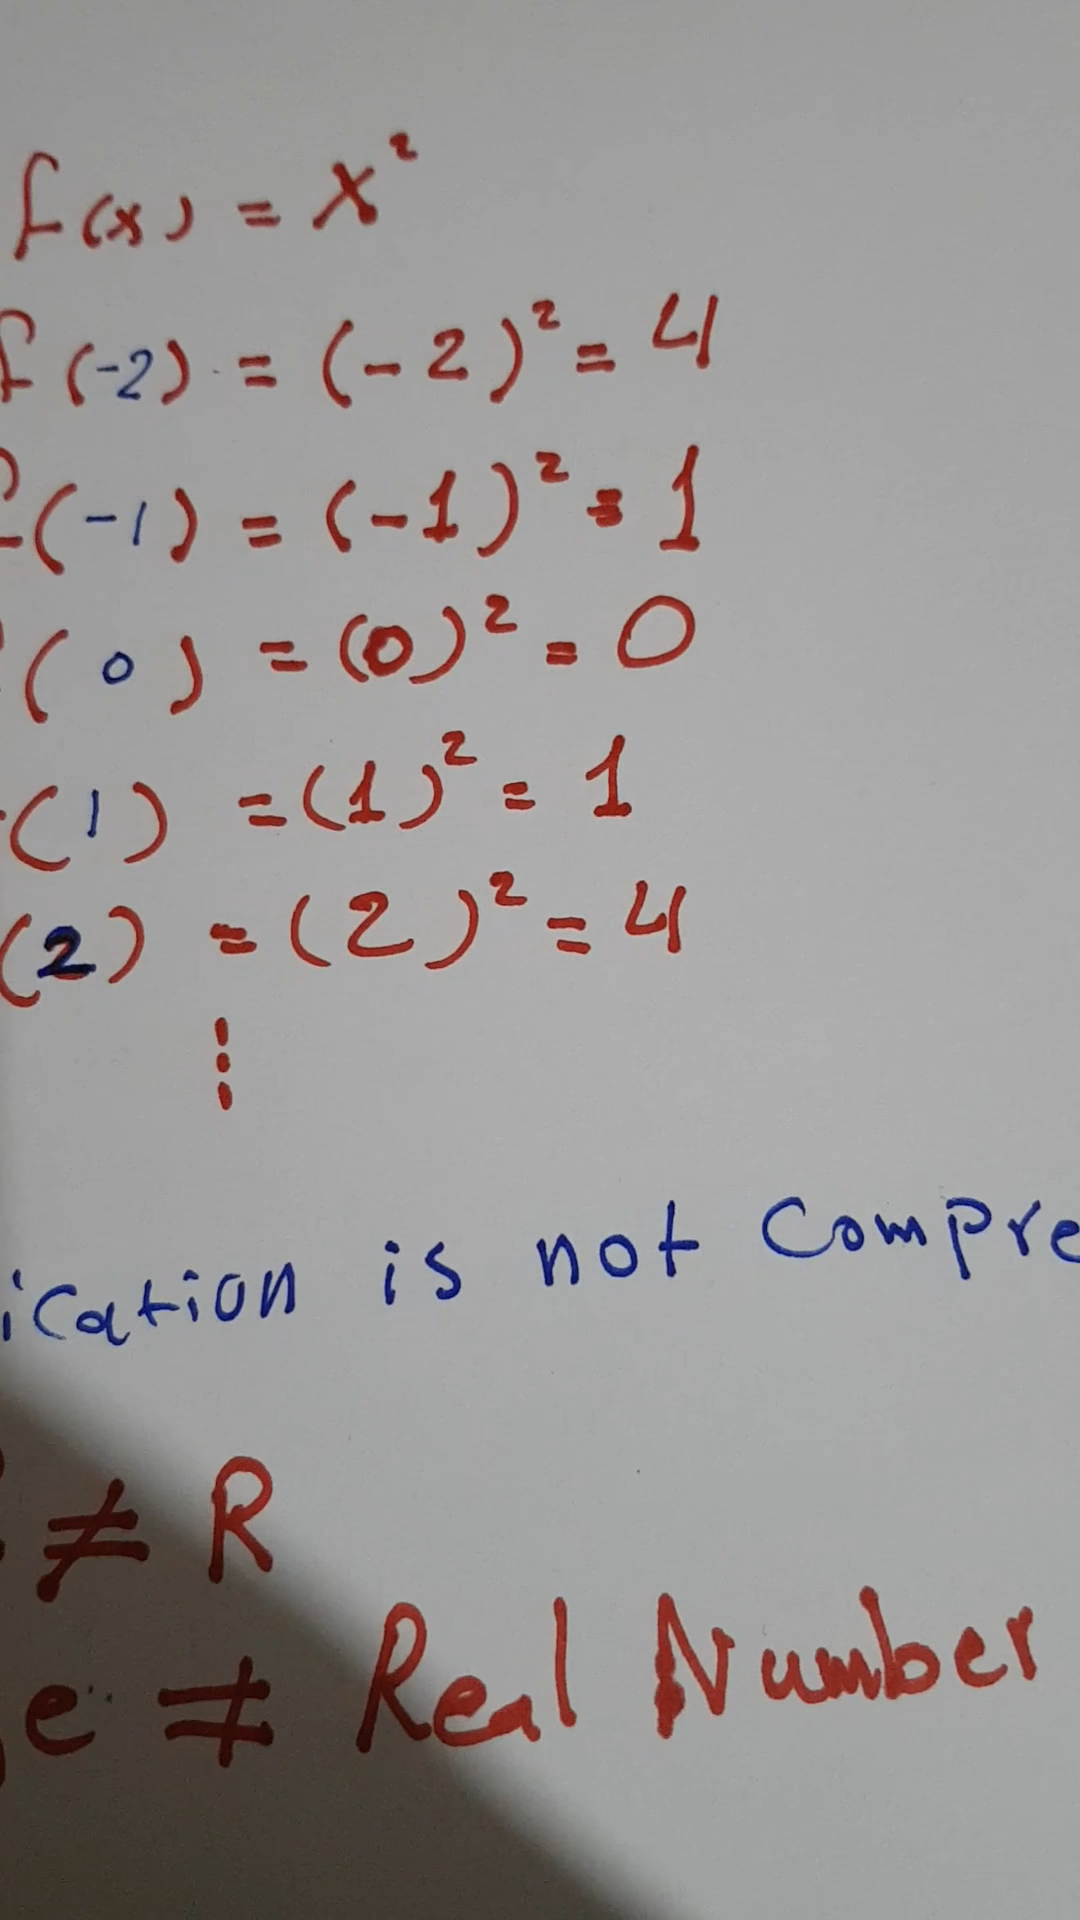 f(x) = x²
f(-2) = (-2)² = 4
f(-1) = (-1)² = 1
(0) = (0)² = 0
(1) = (1)² = 1
(2) = (2)² = 4
⋮
ication is not Compre
≠ R
e ≠ Real Number